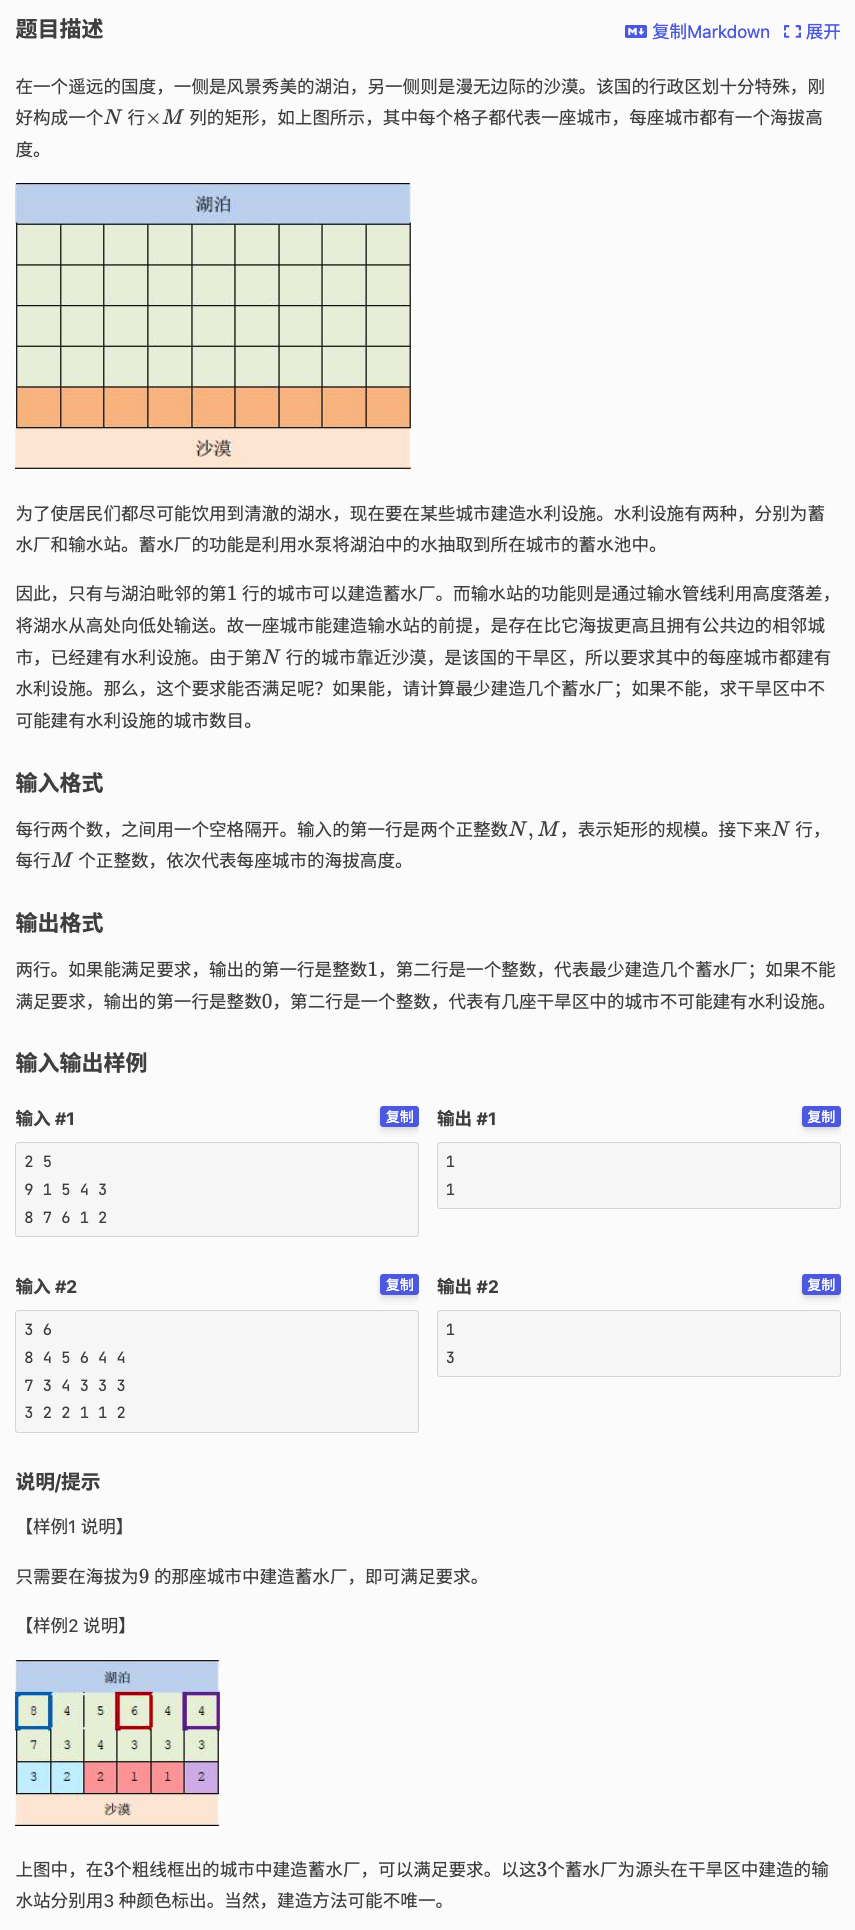 题目描述
复制Markdown 展开
在一个遥远的国度，一侧是风景秀美的湖泊，另一侧则是漫无边际的沙漠。该国的行政区划十分特殊，刚
好构成一个N 行×M 列的矩形，如上图所示，其中每个格子都代表一座城市，每座城市都有一个海拔高
度。
湖泊
沙漠
为了使居民们都尽可能饮用到清澈的湖水，现在要在某些城市建造水利设施。水利设施有两种，分别为蓄
水厂和输水站。蓄水厂的功能是利用水泵将湖泊中的水抽取到所在城市的蓄水池中。
因此，只有与湖泊毗邻的第1 行的城市可以建造蓄水厂。而输水站的功能则是通过输水管线利用高度落差，
将湖水从高处向低处输送。故一座城市能建造输水站的前提，是存在比它海拔更高且拥有公共边的相邻城
市，已经建有水利设施。由于第N 行的城市靠近沙漠，是该国的干旱区，所以要求其中的每座城市都建有
水利设施。那么，这个要求能否满足呢？如果能，请计算最少建造几个蓄水厂；如果不能，求干旱区中不
可能建有水利设施的城市数目。
输入格式
每行两个数，之间用一个空格隔开。输入的第一行是两个正整数N, M，表示矩形的规模。接下来N 行，
每行M 个正整数，依次代表每座城市的海拔高度。
输出格式
两行。如果能满足要求，输出的第一行是整数1，第二行是一个整数，代表最少建造几个蓄水厂；如果不能
满足要求，输出的第一行是整数0，第二行是一个整数，代表有几座干旱区中的城市不可能建有水利设施。
输入输出样例
输入 #1 复制
2 5
9 1 5 4 3
8 7 6 1 2
输出 #1 复制
1
1
输入 #2 复制
3 6
8 4 5 6 4 4
7 3 4 3 3 3
3 2 2 1 1 2
输出 #2 复制
1
3
说明/提示
【样例1 说明】
只需要在海拔为9 的那座城市中建造蓄水厂，即可满足要求。
【样例2 说明】
湖泊
8 4 5 6 4 4
7 3 4 3 3 3
3 2 2 1 1 2
沙漠
上图中，在3个粗线框出的城市中建造蓄水厂，可以满足要求。以这3个蓄水厂为源头在干旱区中建造的输
水站分别用3 种颜色标出。当然，建造方法可能不唯一。